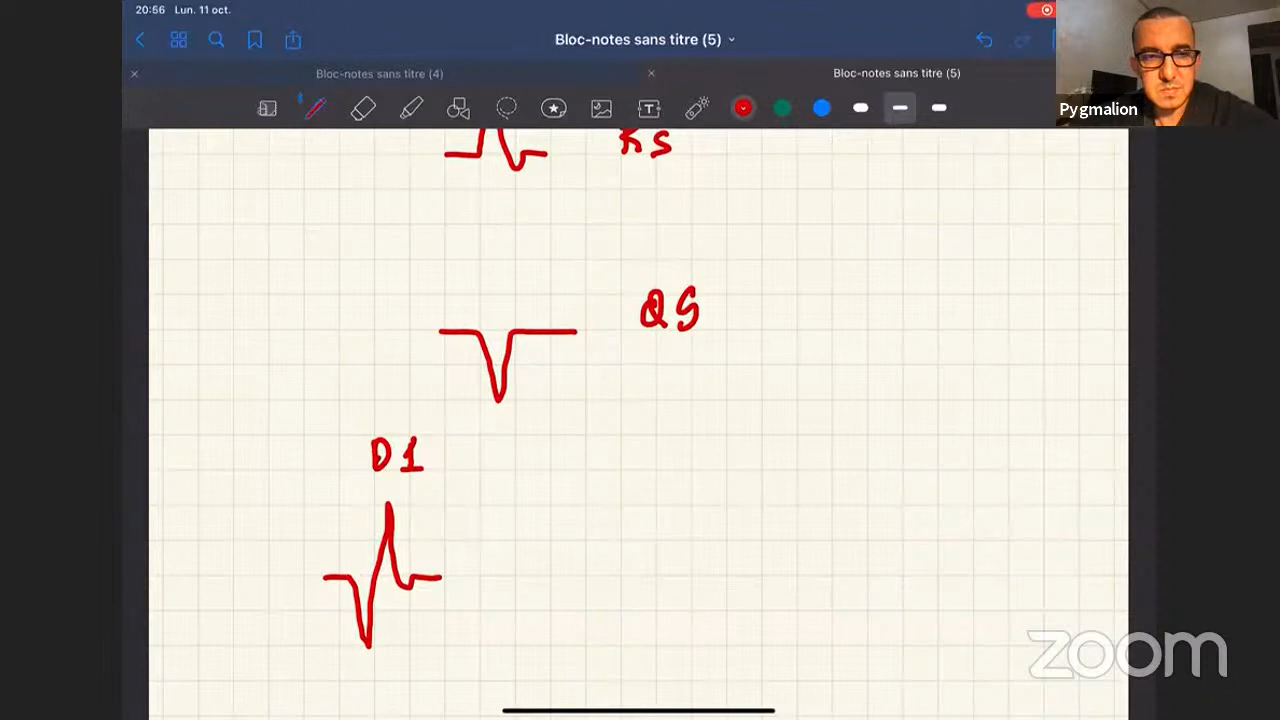 20:56 Lun. 11 oct.
Bloc-notes sans titre (5)
Bloc-notes sans titre (4)
Bloc-notes sans titre (5)
Pygmalion
RS
QS
D1
zoom